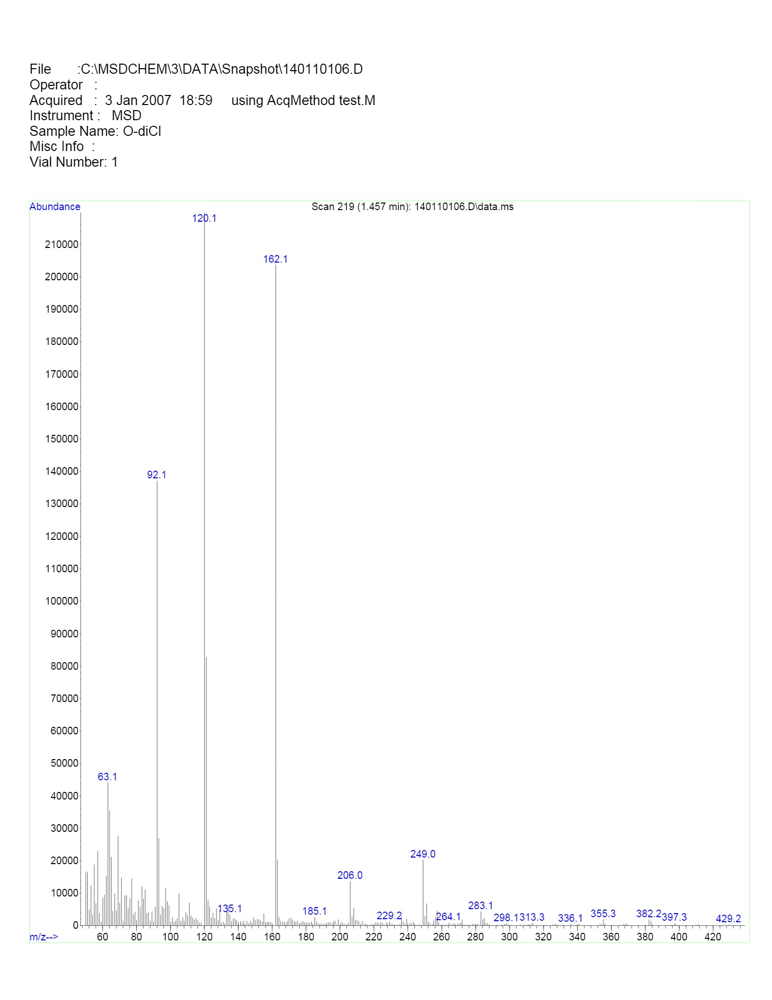 File :C:\MSDCHEM\3\DATA\Snapshot\140110106.D
Operator :
Acquired : 3 Jan 2007 18:59 using AcqMethod test.M
Instrument : MSD
Sample Name: O-diCl
Misc Info :
Vial Number: 1
Abundance
Scan 219 (1.457 min): 140110106.D\data.ms
120.1
210000
162.1
200000
190000
180000
170000
160000
150000
140000
92.1
130000
120000
110000
100000
90000
80000
70000
60000
50000
63.1
40000
30000
20000
249.0
206.0
10000
135.1 185.1 229.2 264.1 283.1 298.1 313.3 336.1 355.3 382.2 397.3 429.2
0
m/z--> 60 80 100 120 140 160 180 200 220 240 260 280 300 320 340 360 380 400 420